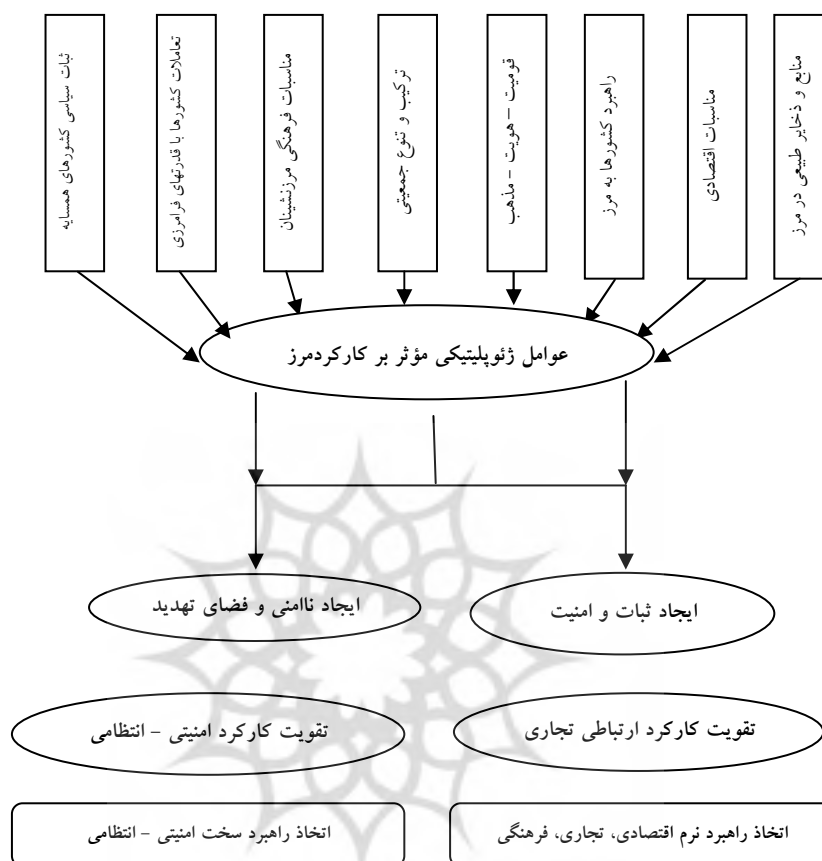 منابع و ذخایر طبیعی در مرز
مناسبات اقتصادی
راهبرد کشورها به مرز
قومیت – هویت - مذهب
ترکیب و تنوع جمعیتی
مناسبات فرهنگی مرزنشینان
تعاملات کشورها با قدرتهای فرامرزی
ثبات سیاسی کشورهای همسایه
عوامل ژئوپلیتیکی مؤثر بر کارکردمرز
ایجاد ثبات و امنیت
ایجاد ناامنی و فضای تهدید
تقویت کارکرد ارتباطی تجاری
تقویت کارکرد امنیتی – انتظامی
اتخاذ راهبرد نرم اقتصادی، تجاری، فرهنگی
اتخاذ راهبرد سخت امنیتی – انتظامی